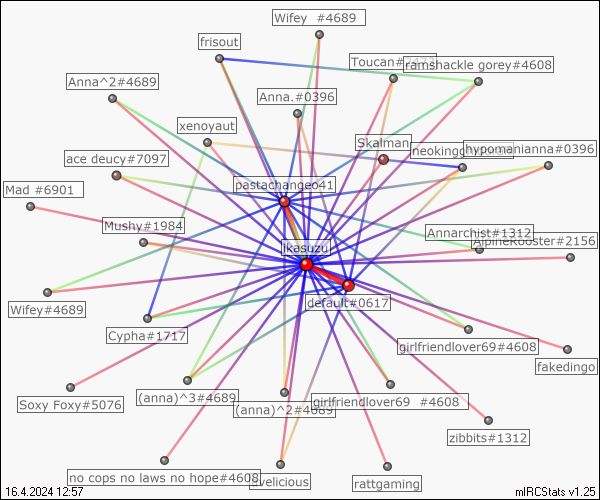 Wifey #4689
frisout
Toucan
ramshackle gorey#4608
Anna^2#4689
Anna.#0396
xenoyaut
Skalman
hypomanianna#0396
ace deucy#7097
pastachangeo41
Mad #6901
Mushy#1984
Annarchist#1312
AlpineRooster#2156
ikasuzu
default#0617
Wifey#4689
Cypha#1717
girlfriendlover69#4608
fakedingo
(anna)^3#4689
(anna)^2#4689
girlfriendlover69 #4608
Soxy Foxy#5076
zibbits#1312
no cops no laws no hope#4608
rattgaming
16.4.2024 12:57
mIRCStats v1.25